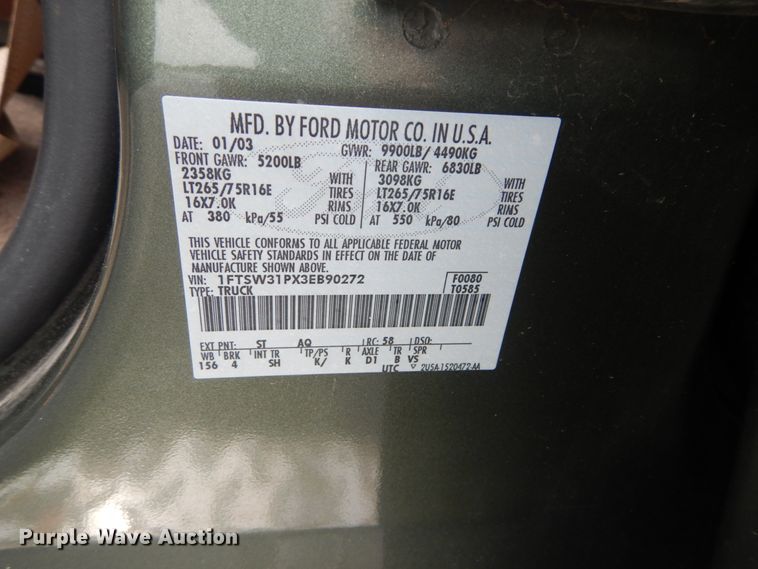 MFD. BY FORD MOTOR CO. IN U.S.A.
DATE: 01/03 GVWR: 9900LB/ 4490KG
FRONT GAWR: 5200LB REAR GAWR: 6830LB
2358KG WITH 3098KG WITH
LT265/75R16E TIRES LT265/75R16E TIRES
16X7.0K RIMS 16X7.0K RIMS
AT 380 kPa/55 PSI COLD AT 550 kPa/80 PSI COLD
THIS VEHICLE CONFORMS TO ALL APPLICABLE FEDERAL MOTOR
VEHICLE SAFETY STANDARDS IN EFFECT ON THE DATE OF
MANUFACTURE SHOWN ABOVE.
VIN: 1FTSW31PX3EB90272 F0080
TYPE: TRUCK T0585
EXT PNT: ST AQ RC: 58 DSO:
WB BRK INT TR TP/PS R AXLE TR SPR
156 4 SH K/ K D1 B VS
UTC 2U5A-1520472-AA
Purple Wave Auction